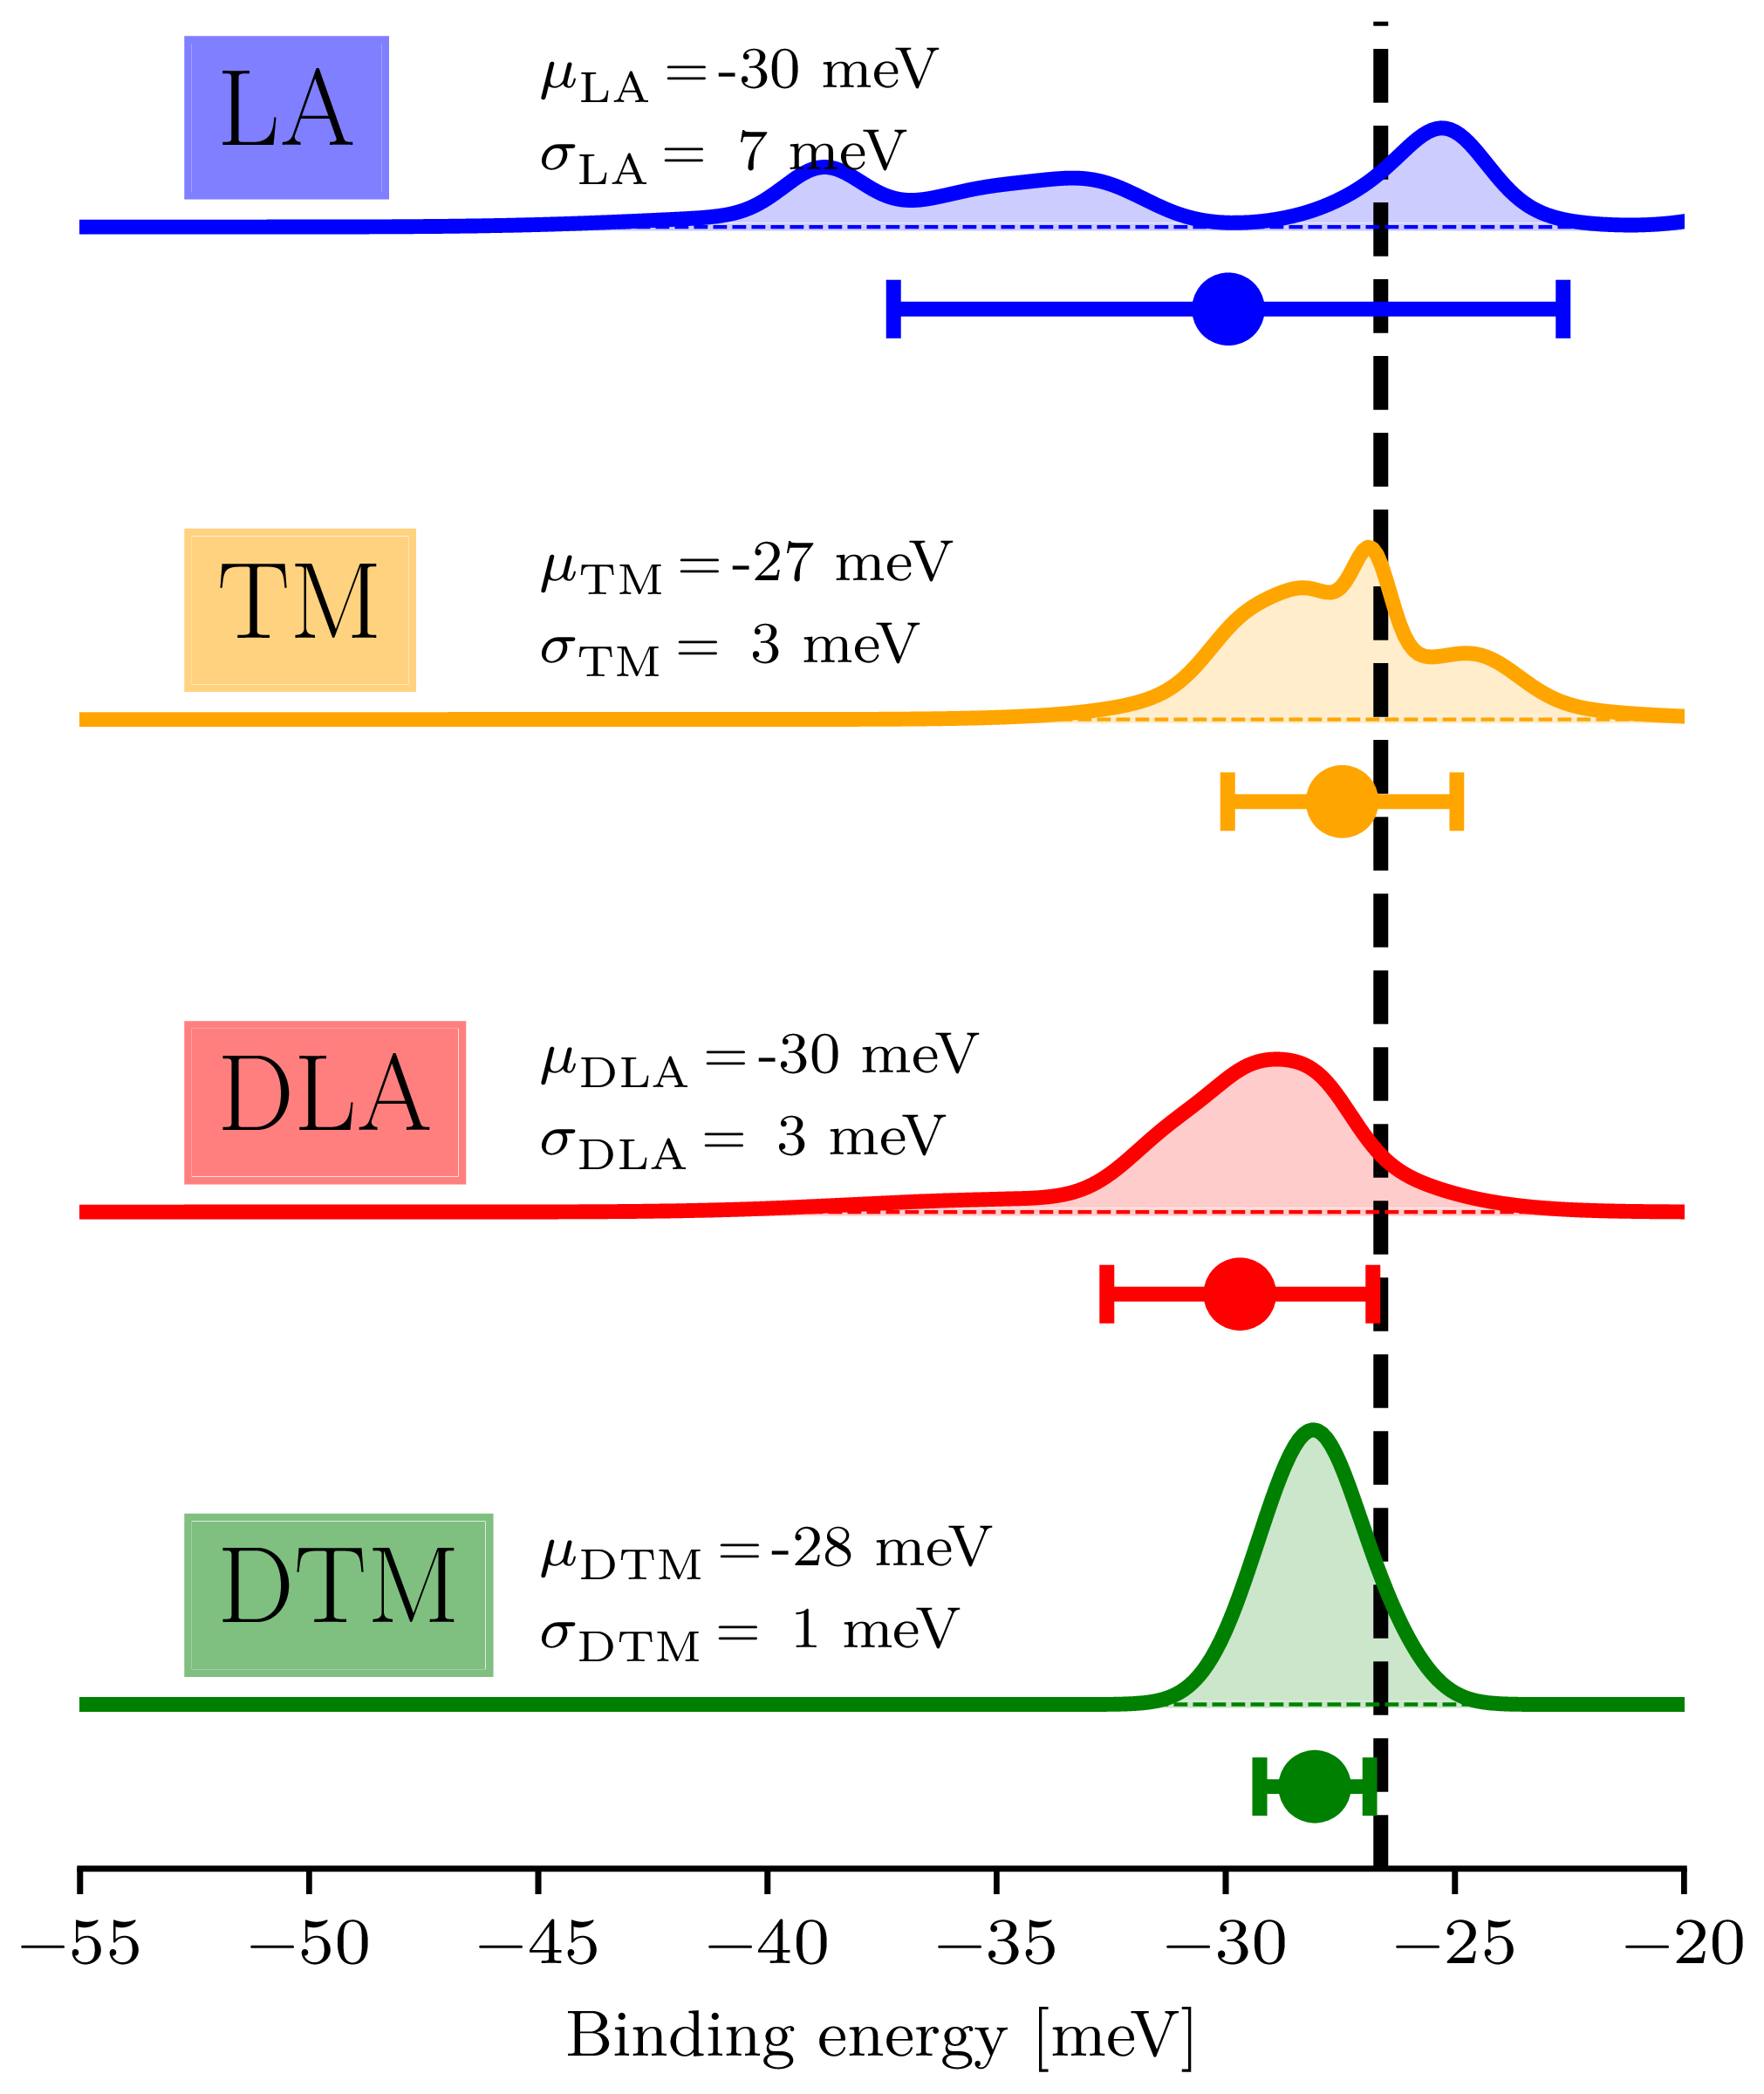 LA
μLA = -30 meV
σLA = 7 meV
TM
μTM = -27 meV
σTM = 3 meV
DLA
μDLA = -30 meV
σDLA = 3 meV
DTM
μDTM = -28 meV
σDTM = 1 meV
−55 −50 −45 −40 −35 −30 −25 −20
Binding energy [meV]